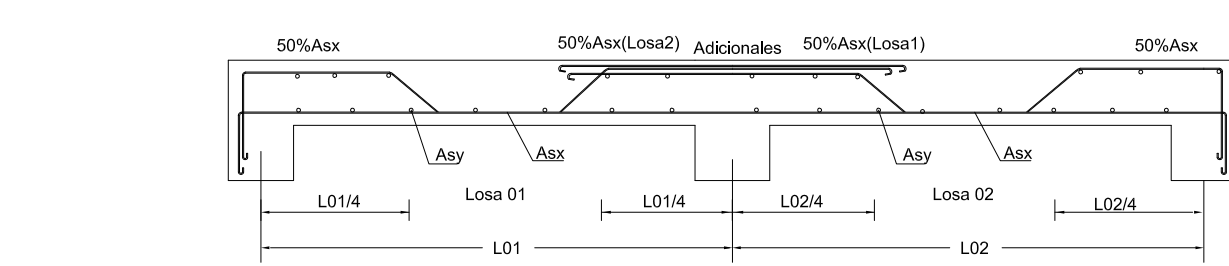 50%Asx 50%Asx(Losa2) Adicionales 50%Asx(Losa1) 50%Asx
Asy Asx Asy Asx
Losa 01 Losa 02
L01/4 L01/4 L02/4 L02/4
L01 L02